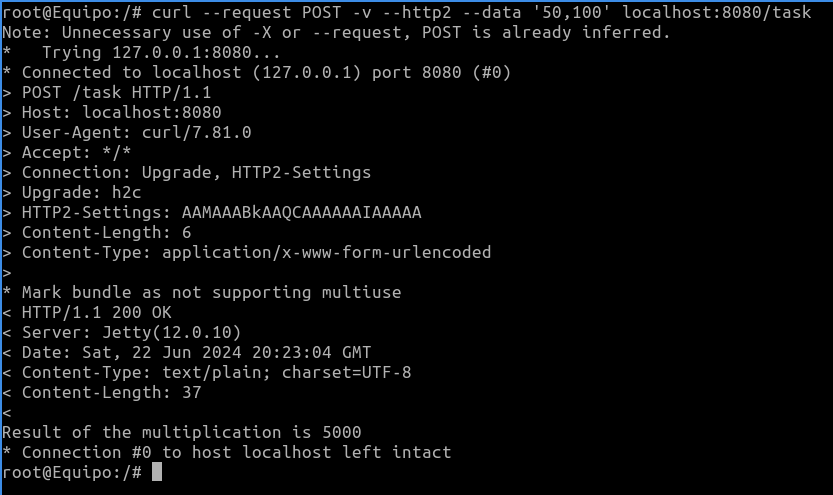 root@Equipo:/# curl --request POST -v --http2 --data '50,100' localhost:8080/task
Note: Unnecessary use of -X or --request, POST is already inferred.
*   Trying 127.0.0.1:8080...
* Connected to localhost (127.0.0.1) port 8080 (#0)
> POST /task HTTP/1.1
> Host: localhost:8080
> User-Agent: curl/7.81.0
> Accept: */*
> Connection: Upgrade, HTTP2-Settings
> Upgrade: h2c
> HTTP2-Settings: AAMAAABkAAQCAAAAAAIAAAAA
> Content-Length: 6
> Content-Type: application/x-www-form-urlencoded
>
* Mark bundle as not supporting multiuse
< HTTP/1.1 200 OK
< Server: Jetty(12.0.10)
< Date: Sat, 22 Jun 2024 20:23:04 GMT
< Content-Type: text/plain; charset=UTF-8
< Content-Length: 37
<
Result of the multiplication is 5000
* Connection #0 to host localhost left intact
root@Equipo:/#